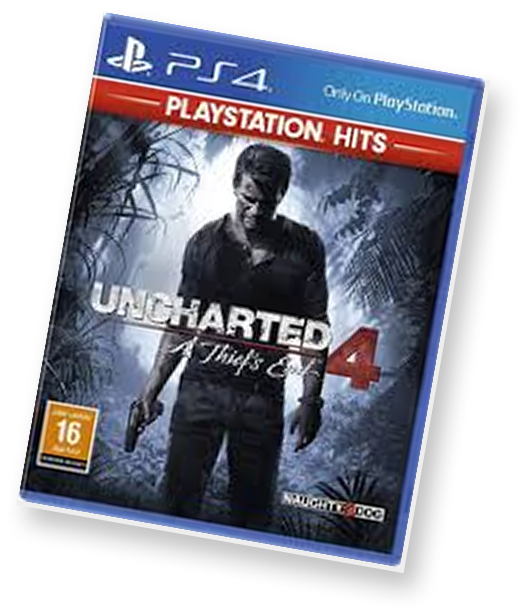 PS4
Only On PlayStation
PLAYSTATION HITS
UNCHARTED 4
A Thief's End
16
NAUGHTY DOG